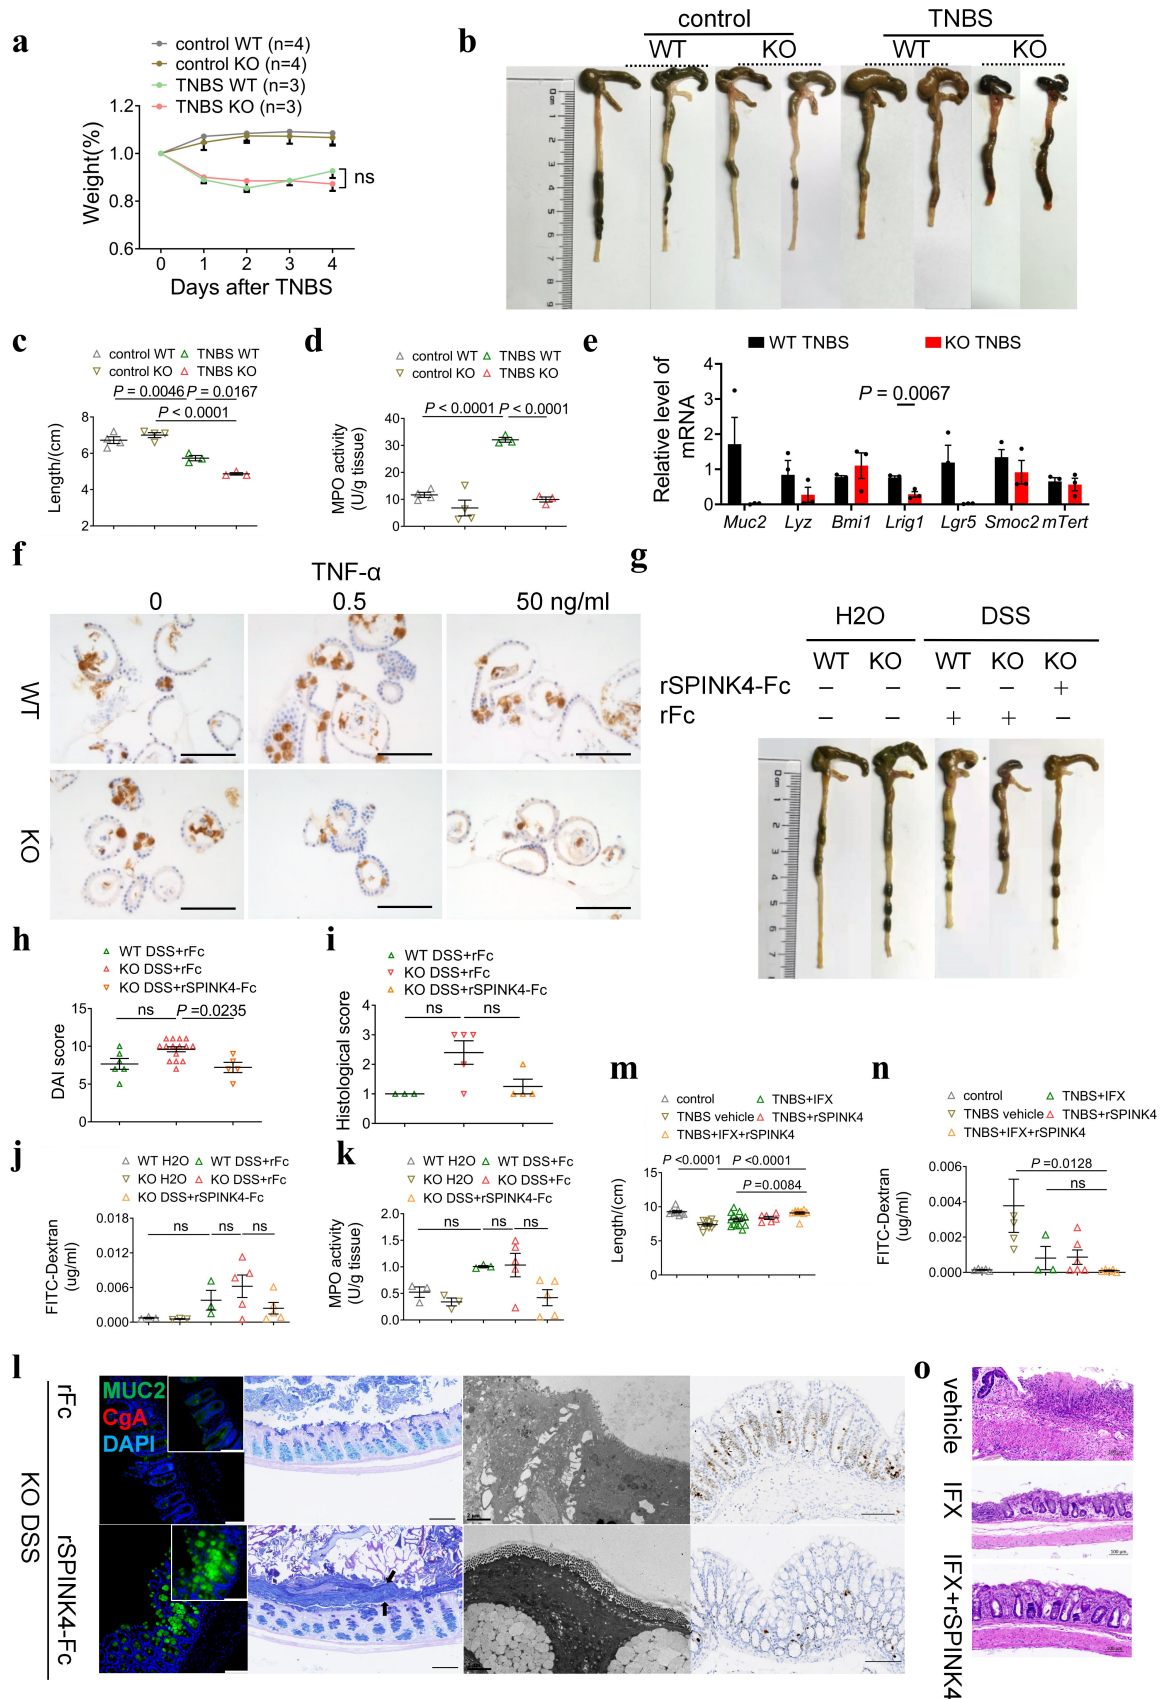 a
control WT (n=4)
control KO (n=4)
TNBS WT (n=3)
TNBS KO (n=3)
1.2
1.0
0.8
0.6
Weight(%)
ns
0 1 2 3 4
Days after TNBS
b
control TNBS
WT KO WT KO
0cm 1 2 3 4 5 6 7 8 9
c
control WT TNBS WT
control KO TNBS KO
P = 0.0046 P = 0.0167
P < 0.0001
8
6
4
2
Length/(cm)
d
control WT TNBS WT
control KO TNBS KO
P < 0.0001 P < 0.0001
40
30
20
10
0
MPO activity
(U/g tissue)
e
WT TNBS KO TNBS
P = 0.0067
4
3
2
1
0
Relative level of
mRNA
Muc2 Lyz Bmi1 Lrig1 Lgr5 Smoc2 mTert
f
TNF-α
0 0.5 50 ng/ml
WT
KO
g
H2O DSS
WT KO WT KO KO
rSPINK4-Fc − − − − +
rFc − − + + −
h
WT DSS+rFc
KO DSS+rFc
KO DSS+rSPINK4-Fc
ns P =0.0235
15
10
5
0
DAI score
i
WT DSS+rFc
KO DSS+rFc
KO DSS+rSPINK4-Fc
ns ns
4
3
2
1
0
Histological score
j
WT H2O WT DSS+rFc
KO H2O KO DSS+rFc
KO DSS+rSPINK4-Fc
ns ns ns
0.018
0.012
0.006
0.000
FITC-Dextran
(ug/ml)
k
WT H2O WT DSS+Fc
KO H2O KO DSS+Fc
KO DSS+rSPINK4-Fc
ns ns ns
2.0
1.5
1.0
0.5
0.0
MPO activity
(U/g tissue)
m
control TNBS+IFX
TNBS vehicle TNBS+rSPINK4
TNBS+IFX+rSPINK4
P <0.0001 P <0.0001
P =0.0084
15
10
5
0
Length/(cm)
n
control TNBS+IFX
TNBS vehicle TNBS+rSPINK4
TNBS+IFX+rSPINK4
P =0.0128
ns
0.006
0.004
0.002
0.000
FITC-Dextran
(ug/ml)
l
KO DSS
rFc
rSPINK4-Fc
MUC2
CgA
DAPI
o
vehicle
IFX
IFX+rSPINK4
100 μm